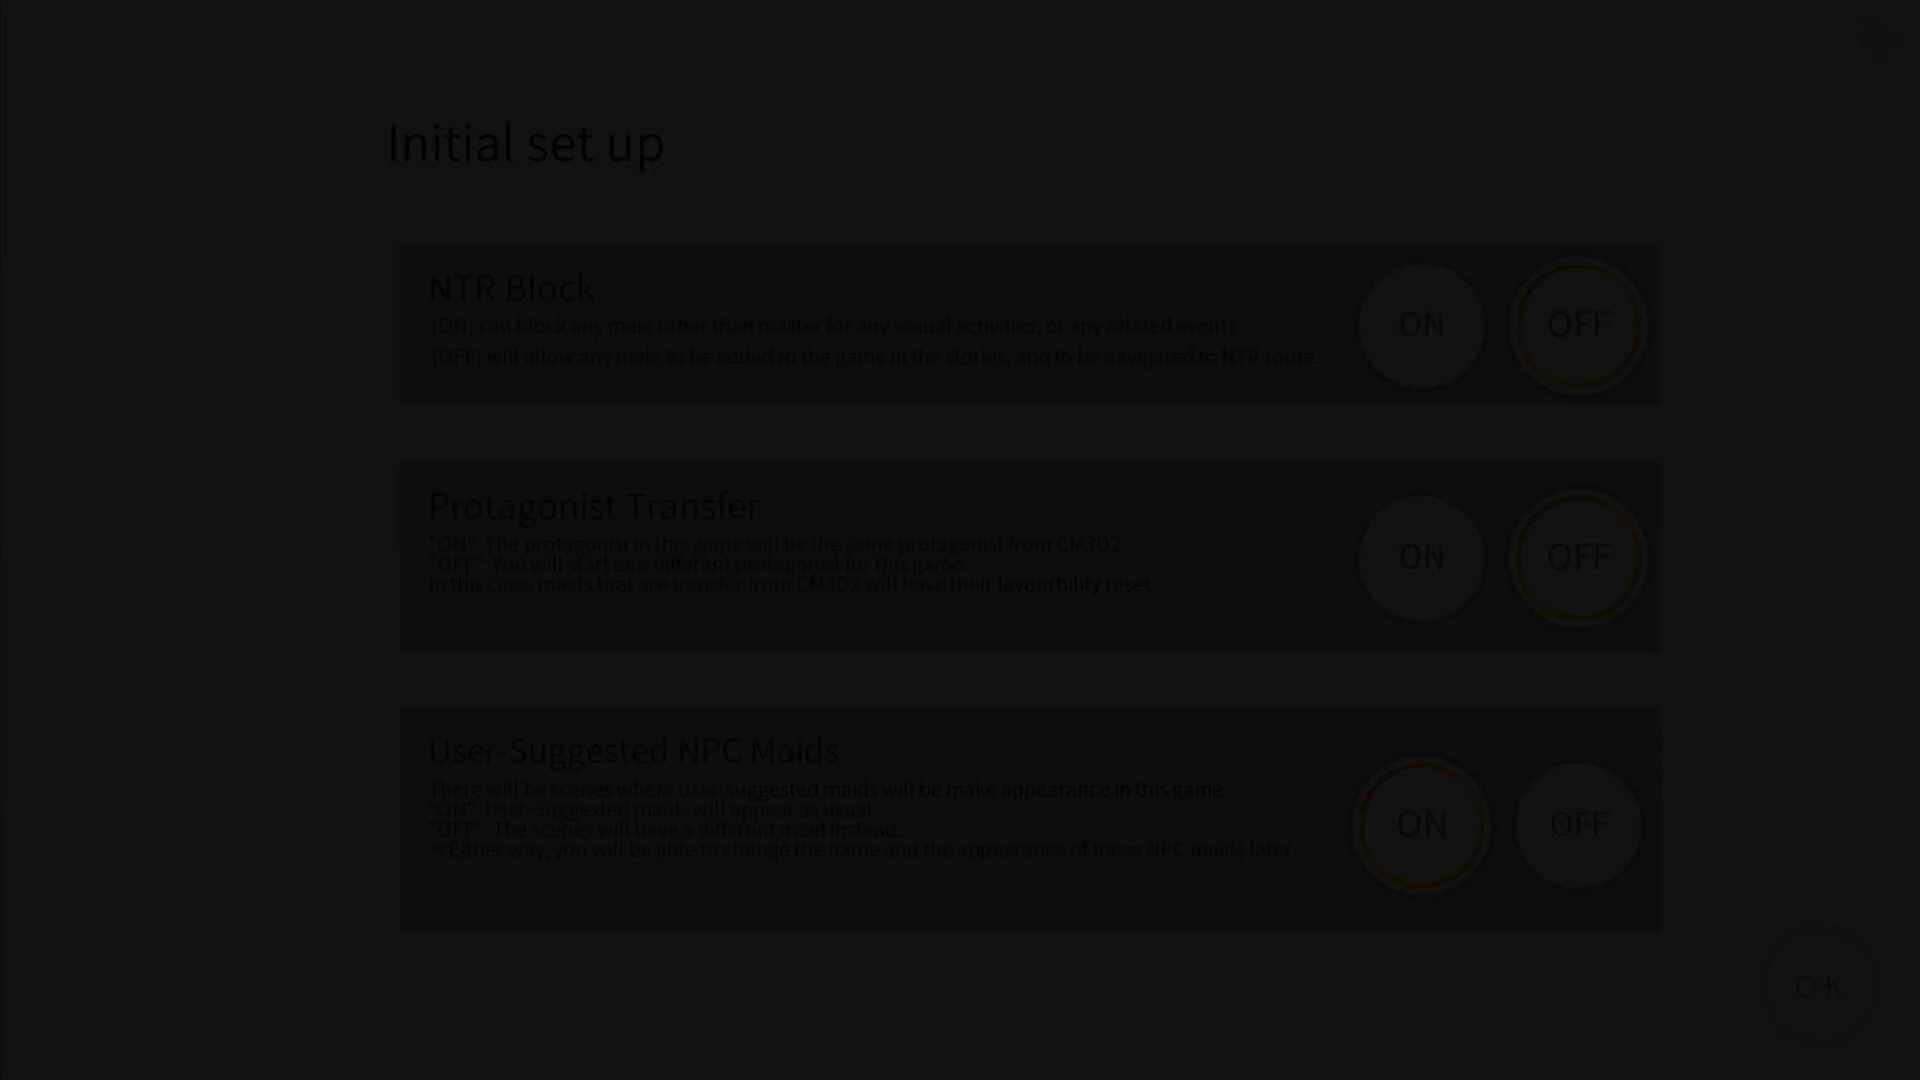 Initial set up
NTR Block
ON
OFF
[ON] can block any male other than master for any sexual activities, or any related events.
[OFF] will allow any male to be added to the game in the stories, and to be navigated to NTR route.
Protagonist Transfer
ON
OFF
"ON": The protagonist in this game will be the same protagonist from CM3D2.
"OFF": You will start as a different protagonist for this game.
In this case, maids that are transfer from CM3D2 will have their favourbility reset.
User-Suggested NPC Maids
There will be scenes where user-suggested maids will be make appearance in this game.
"ON": User-Suggested maids will appear as usual
"OFF": The scenes will have a different maid instead.
※Either way, you will be able to change the name and the appearance of these NPC maids later.
ON
OFF
OK